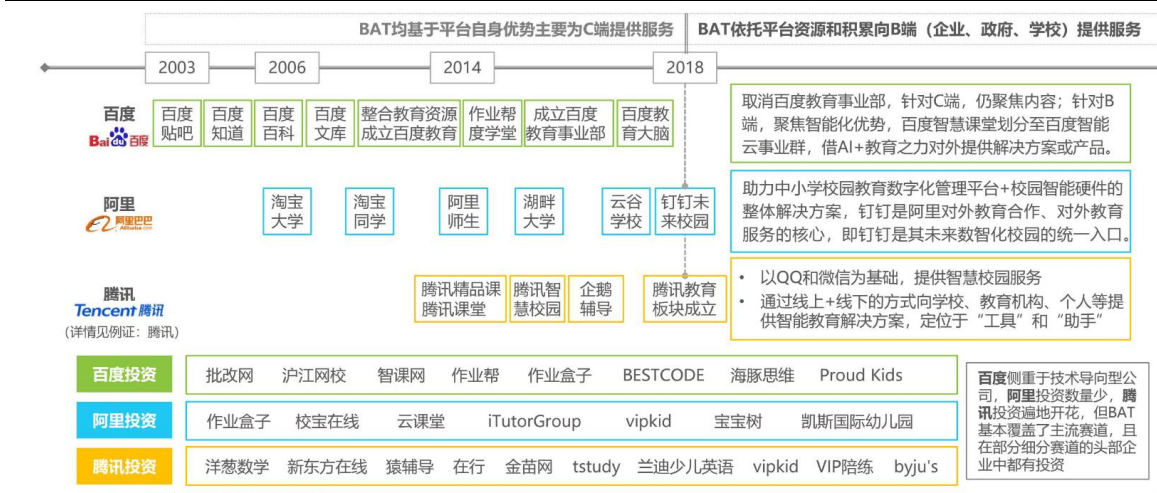 BAT均基于平台自身优势主要为C端提供服务
BAT依托平台资源和积累向B端（企业、政府、学校）提供服务
2003
2006
2014
2018
百度
Bai du 百度
百度
贴吧
百度
知道
百度
百科
百度
文库
整合教育资源
成立百度教育
作业帮
度学堂
成立百度
教育事业部
百度教
育大脑
取消百度教育事业部，针对C端，仍聚焦内容；针对B
端，聚焦智能化优势，百度智慧课堂划分至百度智能
云事业群，借AI+教育之力对外提供解决方案或产品。
阿里
阿里巴巴
Alibaba.com
淘宝
大学
淘宝
同学
阿里
师生
湖畔
大学
云谷
学校
钉钉未
来校园
助力中小学校园教育数字化管理平台+校园智能硬件的
整体解决方案，钉钉是阿里对外教育合作、对外教育
服务的核心，即钉钉是其未来数智化校园的统一入口。
腾讯
Tencent 腾讯
(详情见例证：腾讯)
腾讯精品课
腾讯课堂
腾讯智
慧校园
企鹅
辅导
腾讯教育
板块成立
• 以QQ和微信为基础，提供智慧校园服务
• 通过线上+线下的方式向学校、教育机构、个人等提
供智能教育解决方案，定位于“工具”和“助手”
百度投资
批改网 沪江网校 智课网 作业帮 作业盒子 BESTCODE 海豚思维 Proud Kids
阿里投资
作业盒子 校宝在线 云课堂 iTutorGroup vipkid 宝宝树 凯斯国际幼儿园
腾讯投资
洋葱数学 新东方在线 猿辅导 在行 金苗网 tstudy 兰迪少儿英语 vipkid VIP陪练 byju's
百度侧重于技术导向型公
司，阿里投资数量少，腾
讯投资遍地开花，但BAT
基本覆盖了主流赛道，且
在部分细分赛道的头部企
业中都有投资